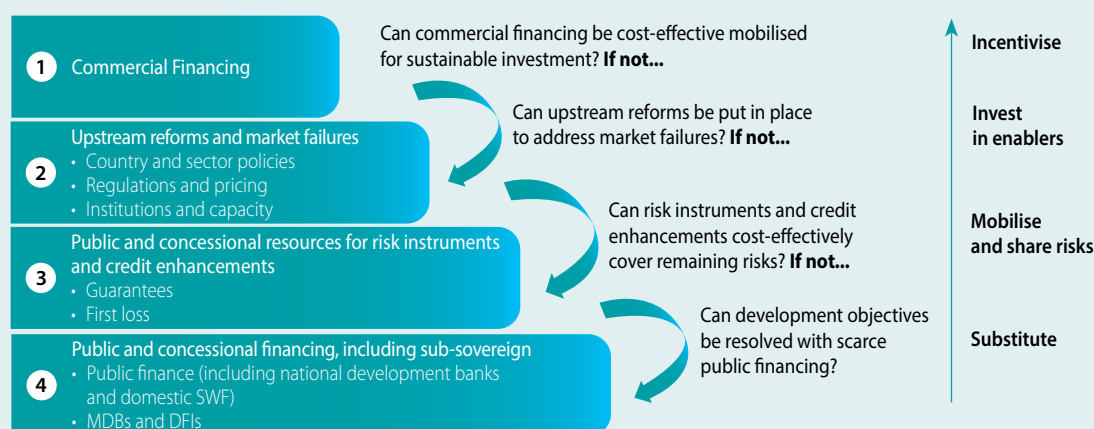 1 Commercial Financing
Can commercial financing be cost-effective mobilised
for sustainable investment? If not...
Incentivise
2 Upstream reforms and market failures
• Country and sector policies
• Regulations and pricing
• Institutions and capacity
Can upstream reforms be put in place
to address market failures? If not...
Invest
in enablers
3 Public and concessional resources for risk instruments
and credit enhancements
• Guarantees
• First loss
Can risk instruments and credit
enhancements cost-effectively
cover remaining risks? If not...
Mobilise
and share risks
4 Public and concessional financing, including sub-sovereign
• Public finance (including national development banks
and domestic SWF)
• MDBs and DFIs
Can development objectives
be resolved with scarce
public financing?
Substitute